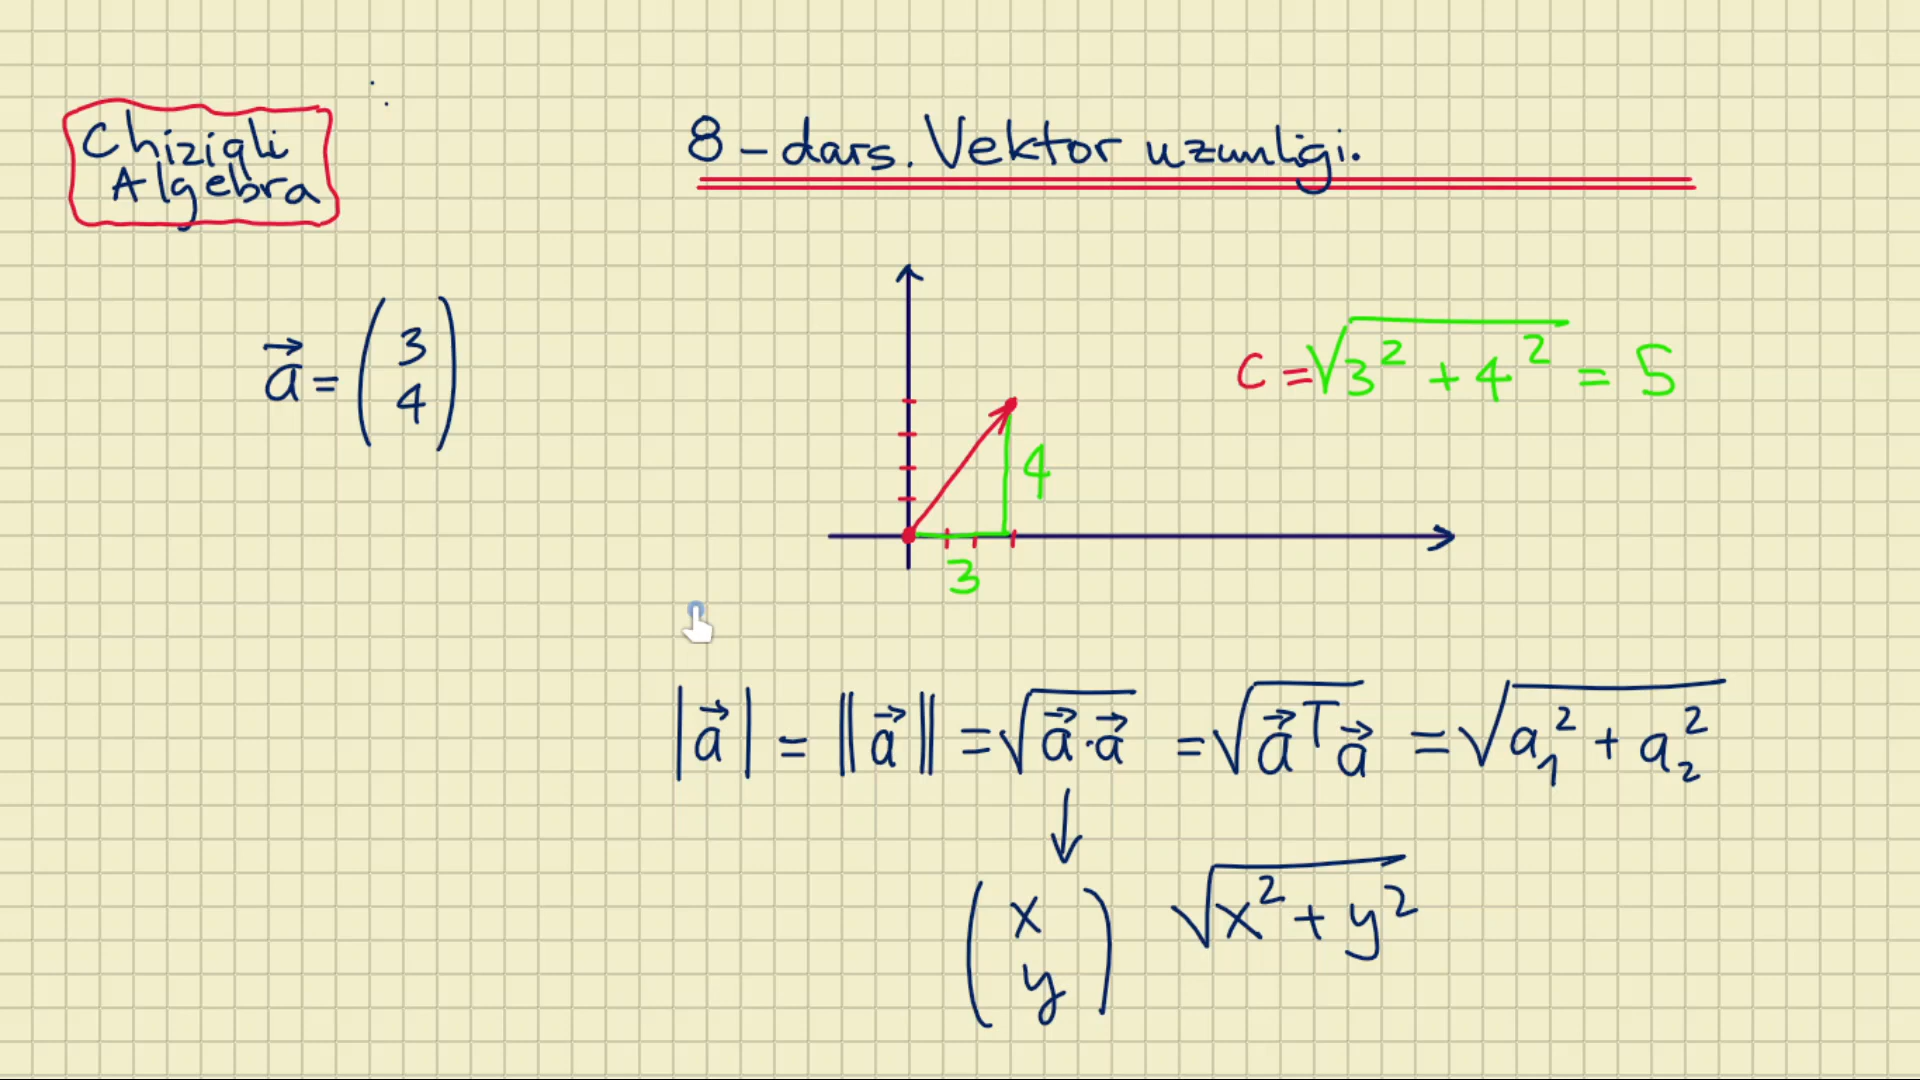 Chiziqli
Algebra
8 – dars. Vektor uzunligi.
a⃗ = (3
4)
c = √(3² + 4²) = 5
4
3
|a⃗| = ‖a⃗‖ = √(a⃗·a⃗) = √(a⃗ᵀa⃗) = √(a₁² + a₂²)
↓
(x
y) √(x² + y²)